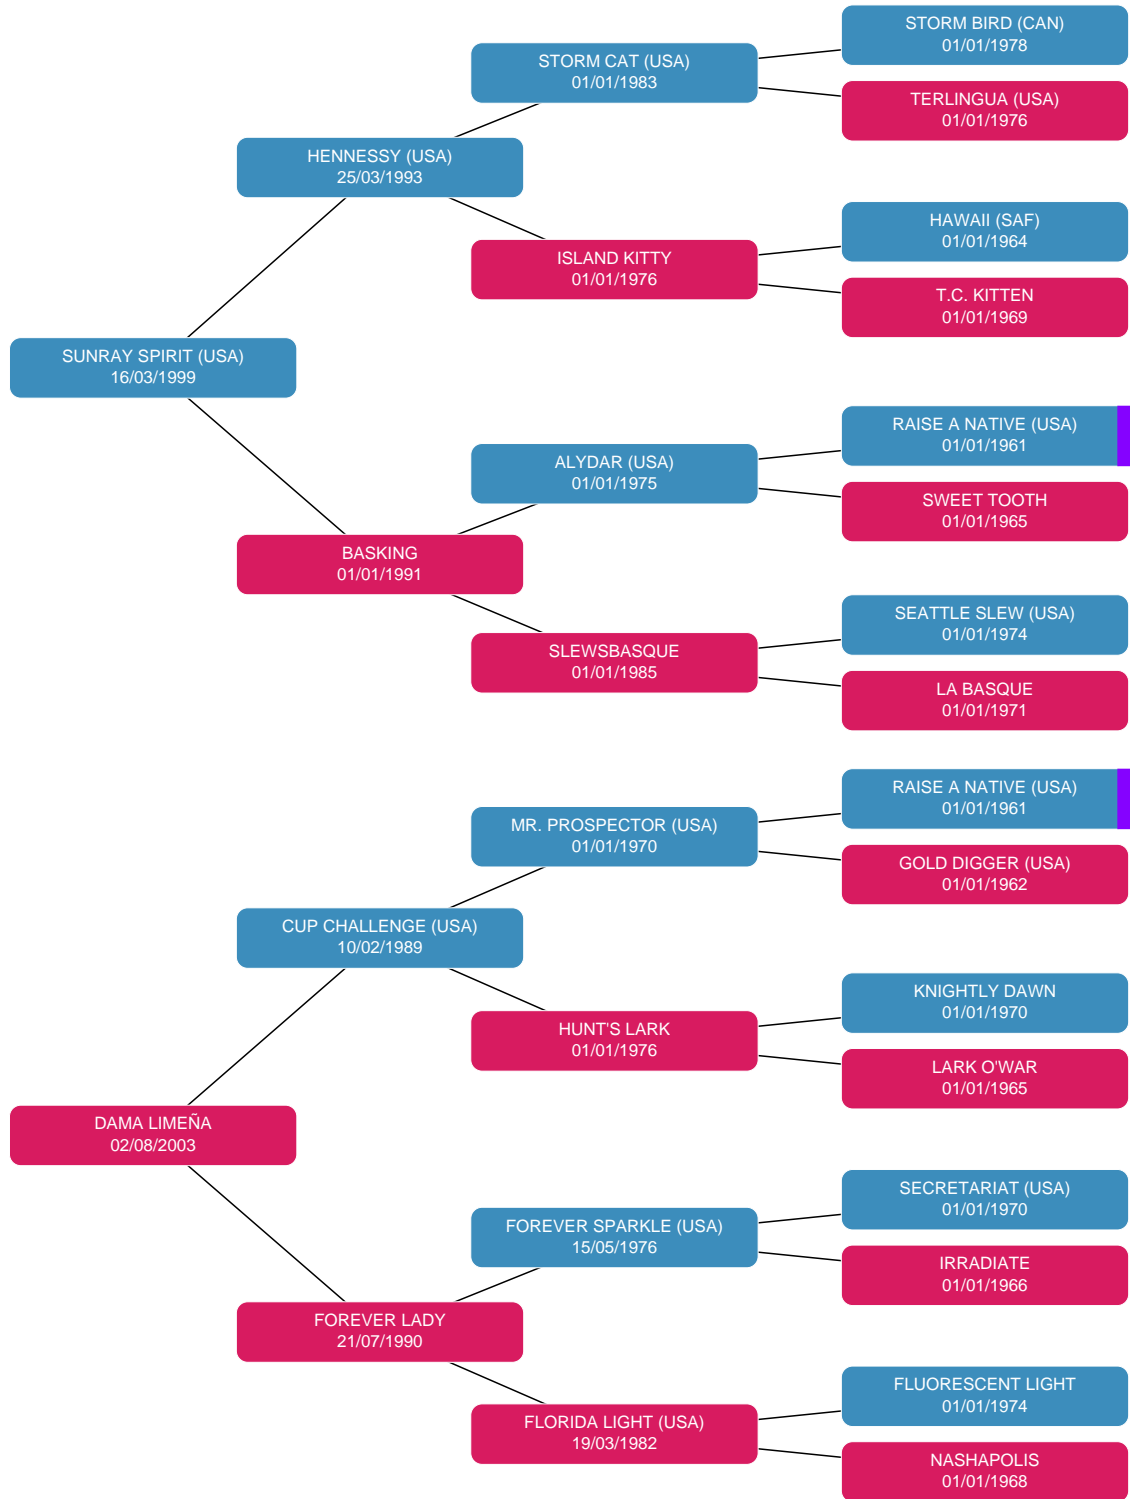 STORM BIRD (CAN)
01/01/1978
STORM CAT (USA)
01/01/1983
TERLINGUA (USA)
01/01/1976
HENNESSY (USA)
25/03/1993
HAWAII (SAF)
01/01/1964
ISLAND KITTY
01/01/1976
T.C. KITTEN
01/01/1969
SUNRAY SPIRIT (USA)
16/03/1999
RAISE A NATIVE (USA)
01/01/1961
ALYDAR (USA)
01/01/1975
SWEET TOOTH
01/01/1965
BASKING
01/01/1991
SEATTLE SLEW (USA)
01/01/1974
SLEWSBASQUE
01/01/1985
LA BASQUE
01/01/1971
RAISE A NATIVE (USA)
01/01/1961
MR. PROSPECTOR (USA)
01/01/1970
GOLD DIGGER (USA)
01/01/1962
CUP CHALLENGE (USA)
10/02/1989
KNIGHTLY DAWN
01/01/1970
HUNT'S LARK
01/01/1976
LARK O'WAR
01/01/1965
DAMA LIMEÑA
02/08/2003
SECRETARIAT (USA)
01/01/1970
FOREVER SPARKLE (USA)
15/05/1976
IRRADIATE
01/01/1966
FOREVER LADY
21/07/1990
FLUORESCENT LIGHT
01/01/1974
FLORIDA LIGHT (USA)
19/03/1982
NASHAPOLIS
01/01/1968